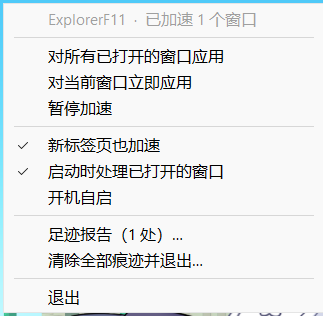 ExplorerF11 · 已加速 1 个窗口
对所有已打开的窗口应用
对当前窗口立即应用
暂停加速
新标签页也加速
启动时处理已打开的窗口
开机自启
足迹报告（1 处）...
清除全部痕迹并退出...
退出